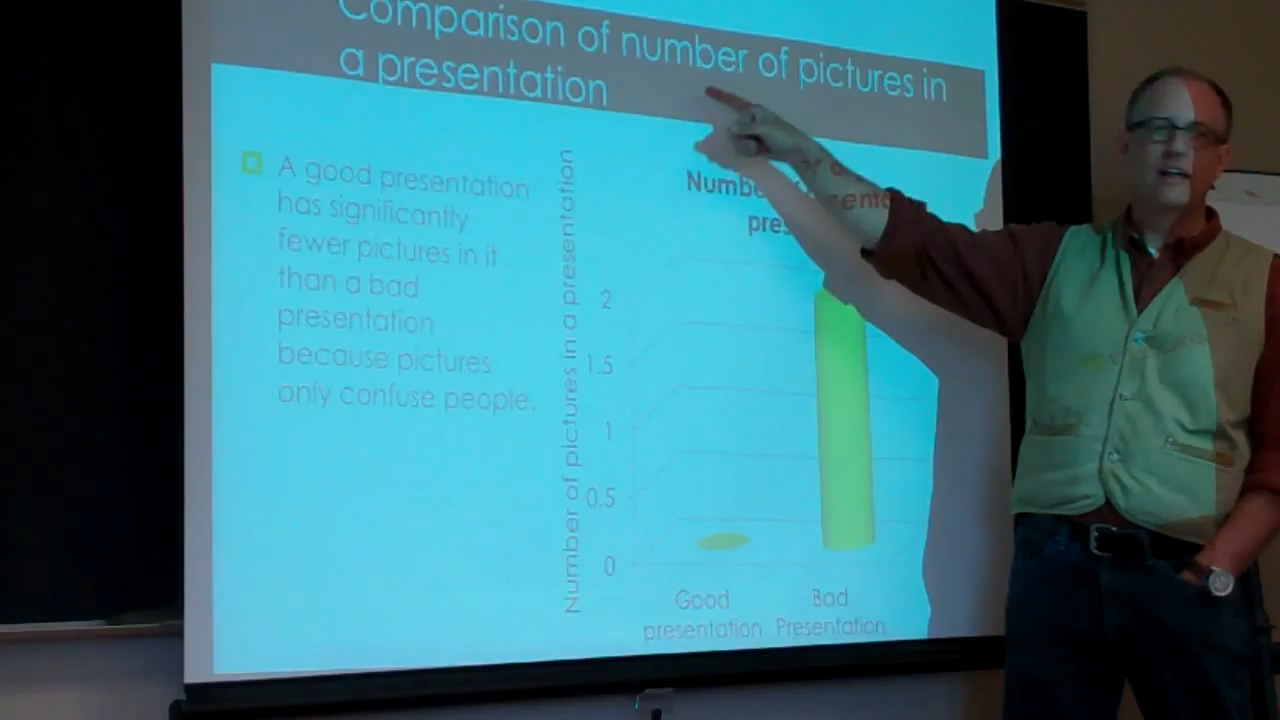 Comparison of number of pictures in
a presentation
A good presentation
has significantly
fewer pictures in it
than a bad
presentation
because pictures
only confuse people.
Number of pictures in a presentation
2
1.5
1
0.5
0
Good
presentation
Bad
Presentation